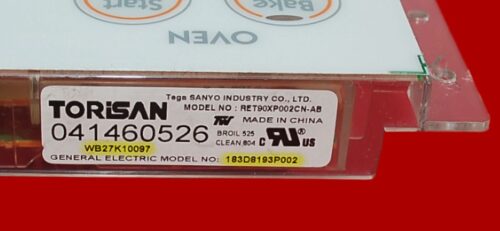 Start
Bake
OVEN
TORiSAN
Tega SANYO INDUSTRY CO., LTD.
MODEL NO : RET90XP002CN-AB
MADE IN CHINA
041460526
BROIL 525
CLEAN 804
C US
WB27K10097
GENERAL ELECTRIC MODEL NO: 183D8193P002